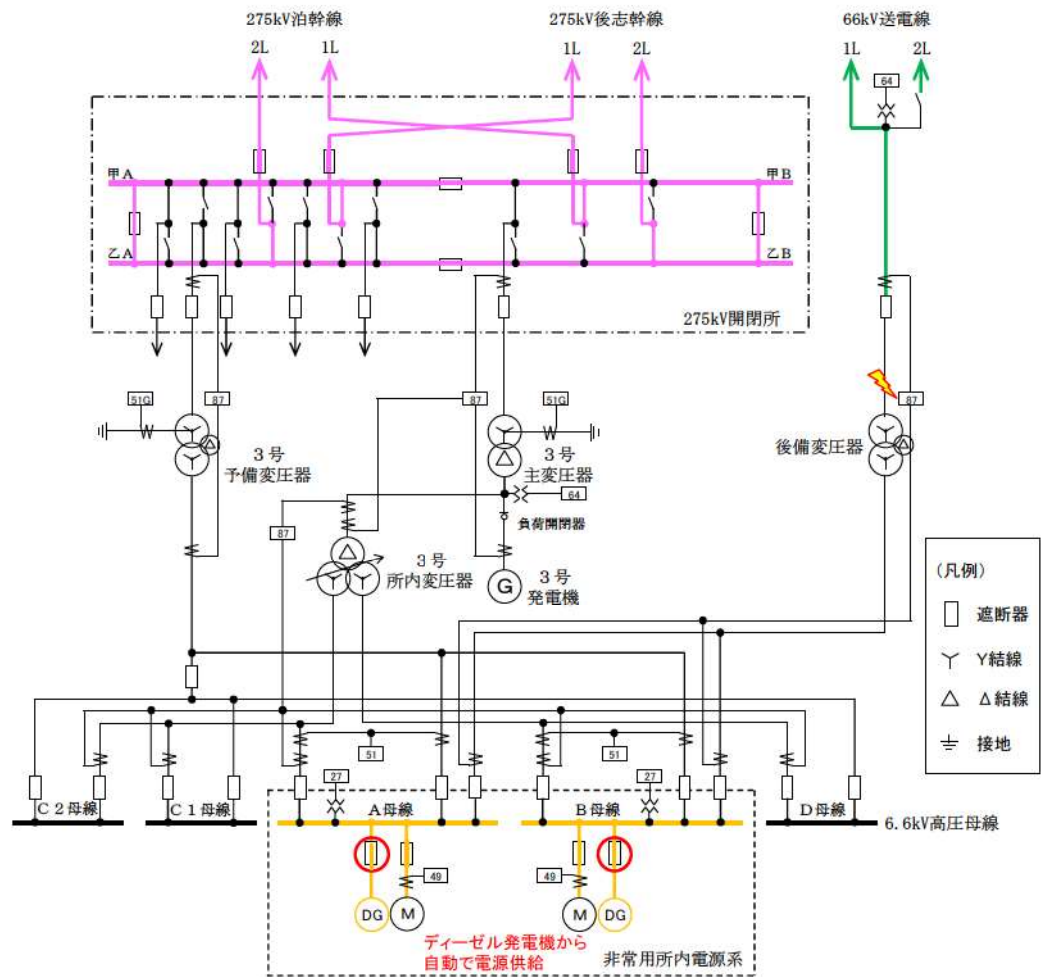 275kV泊幹線
275kV後志幹線
66kV送電線
2L
1L
1L
2L
1L
2L
64
甲A
甲B
乙A
乙B
275kV開閉所
51G
87
87
51G
87
3号
予備変圧器
3号
主変圧器
後備変圧器
64
87
負荷開閉器
3号
所内変圧器
G
3号
発電機
(凡例)
遮断器
Y結線
Δ結線
接地
51
51
27
27
C2母線
C1母線
A母線
B母線
D母線
6.6kV高圧母線
49
49
DG
M
M
DG
ディーゼル発電機から
自動で電源供給
非常用所内電源系